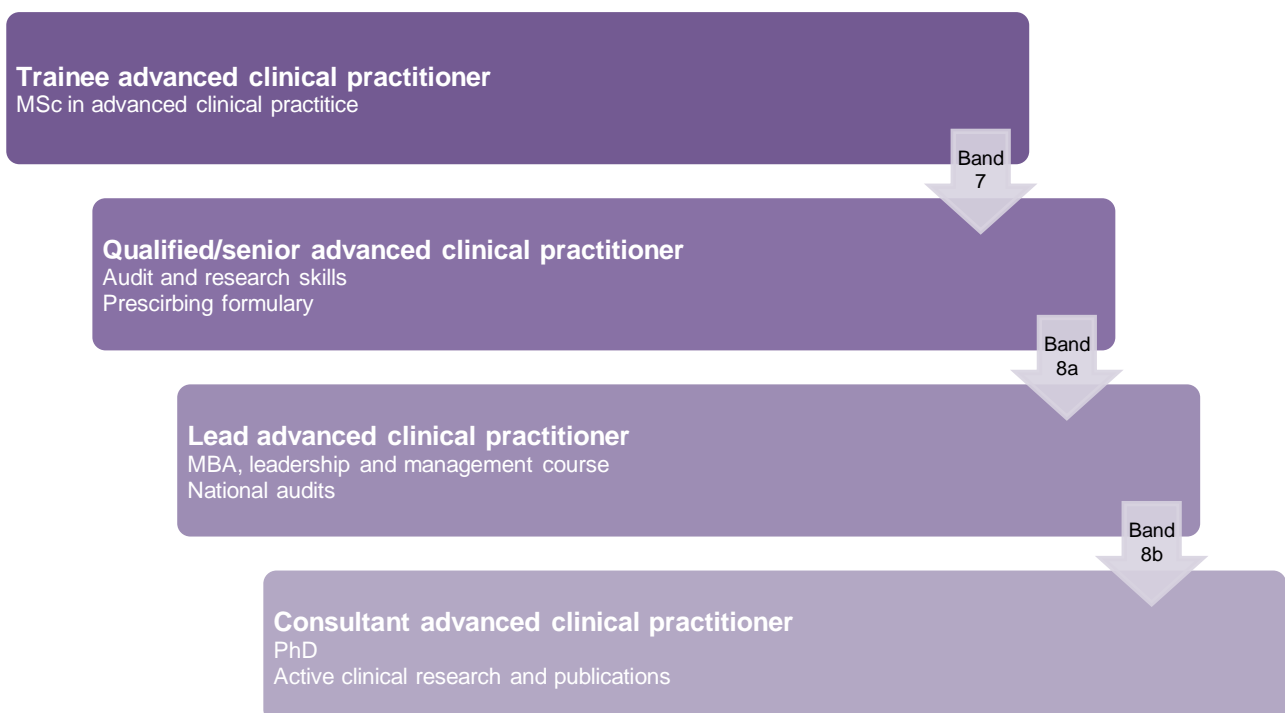 Trainee advanced clinical practitioner
MSc in advanced clinical practitice
Band
7
Qualified/senior advanced clinical practitioner
Audit and research skills
Prescirbing formulary
Band
8a
Lead advanced clinical practitioner
MBA, leadership and management course
National audits
Band
8b
Consultant advanced clinical practitioner
PhD
Active clinical research and publications